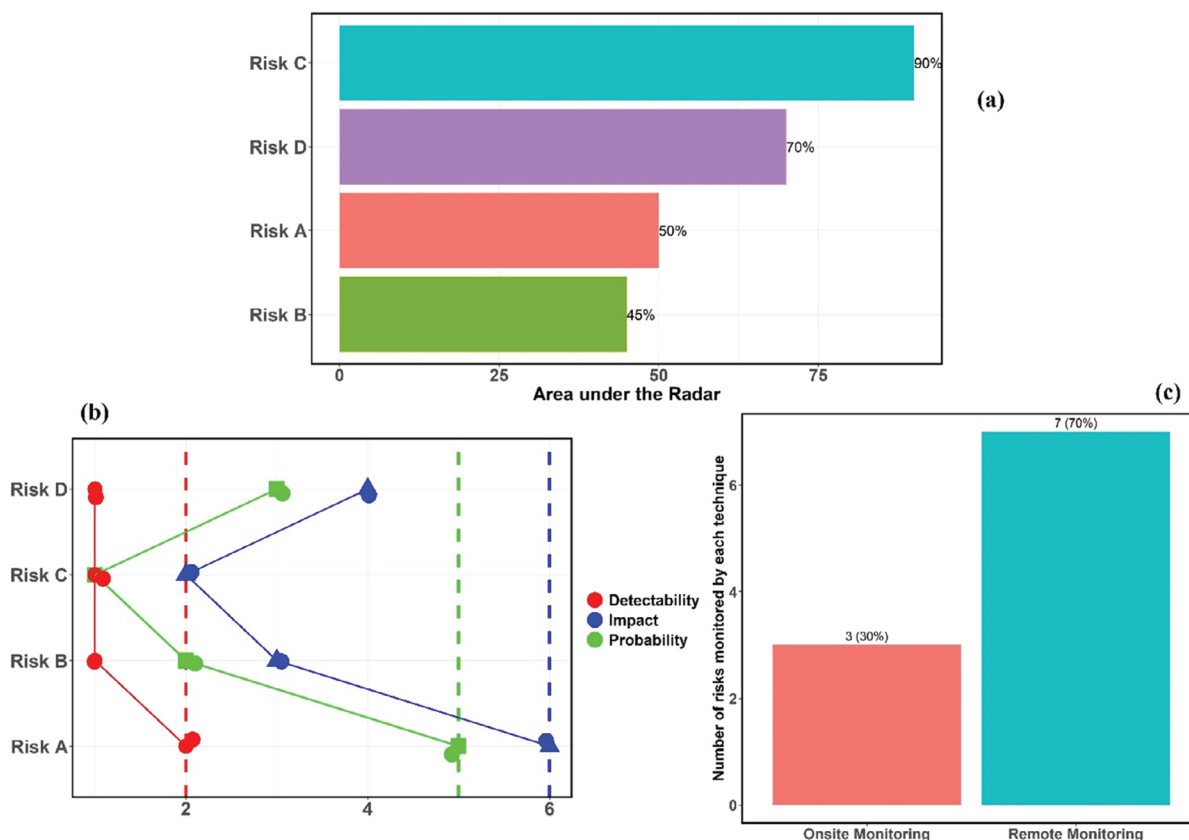 Risk C
90%
(a)
Risk D
70%
Risk A
50%
Risk B
45%
0 25 50 75
Area under the Radar
(b)
Risk D
Risk C
Risk B
Risk A
2 4 6
Detectability
Impact
Probability
(c)
Number of risks monitored by each technique
7 (70%)
3 (30%)
6
4
2
0
Onsite Monitoring Remote Monitoring